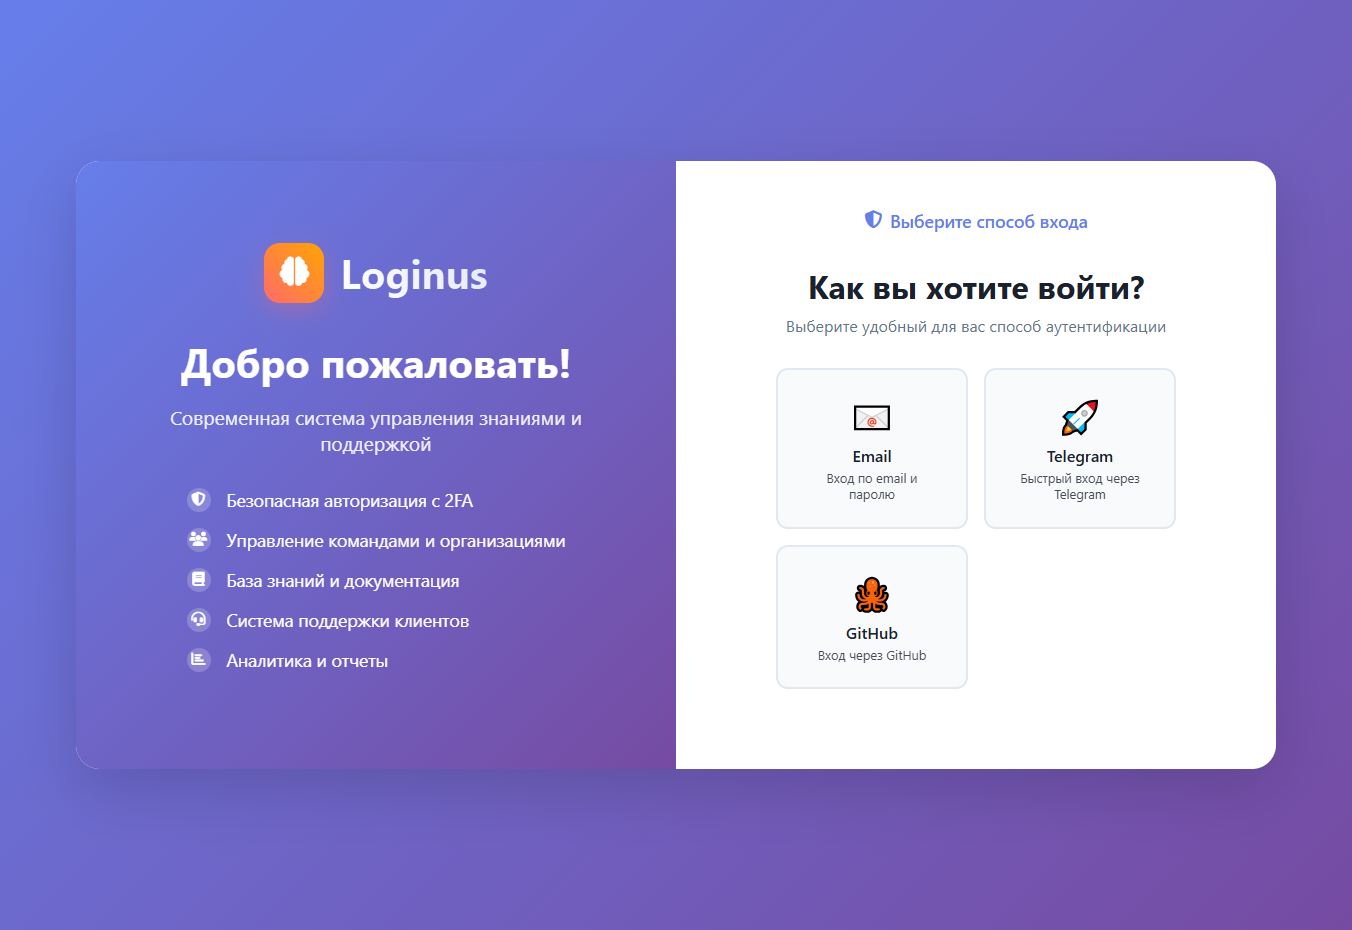 Loginus
Добро пожаловать!
Современная система управления знаниями и
поддержкой
Безопасная авторизация с 2FA
Управление командами и организациями
База знаний и документация
Система поддержки клиентов
Аналитика и отчеты
Выберите способ входа
Как вы хотите войти?
Выберите удобный для вас способ аутентификации
Email
Вход по email и
паролю
Telegram
Быстрый вход через
Telegram
GitHub
Вход через GitHub